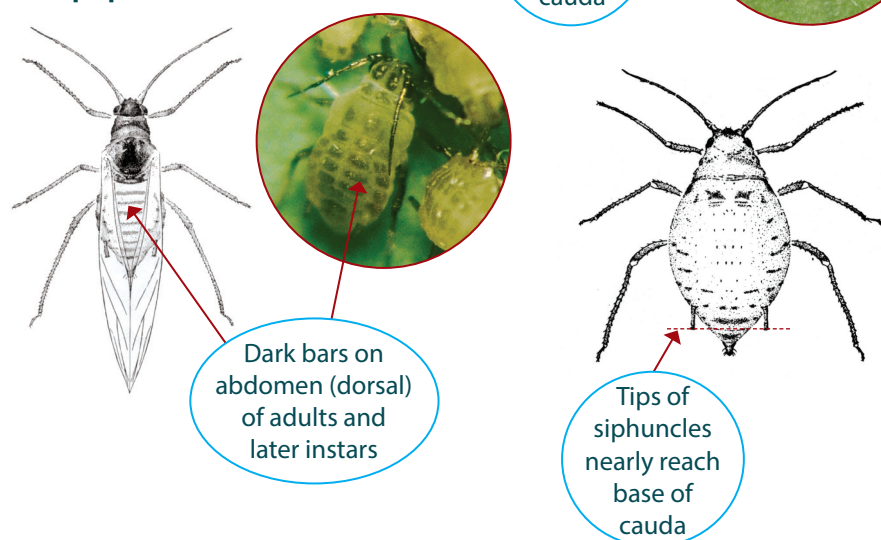 cauda
Dark bars on
abdomen (dorsal)
of adults and
later instars
Tips of
siphuncles
nearly reach
base of
cauda